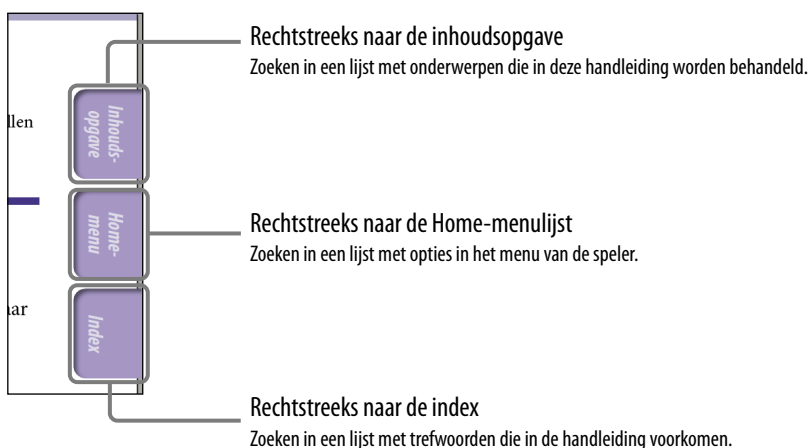 Rechtstreeks naar de inhoudsopgave
Zoeken in een lijst met onderwerpen die in deze handleiding worden behandeld.
llen
Inhouds-
opgave
Rechtstreeks naar de Home-menulijst
Zoeken in een lijst met opties in het menu van de speler.
Home-
menu
aar
Index
Rechtstreeks naar de index
Zoeken in een lijst met trefwoorden die in de handleiding voorkomen.